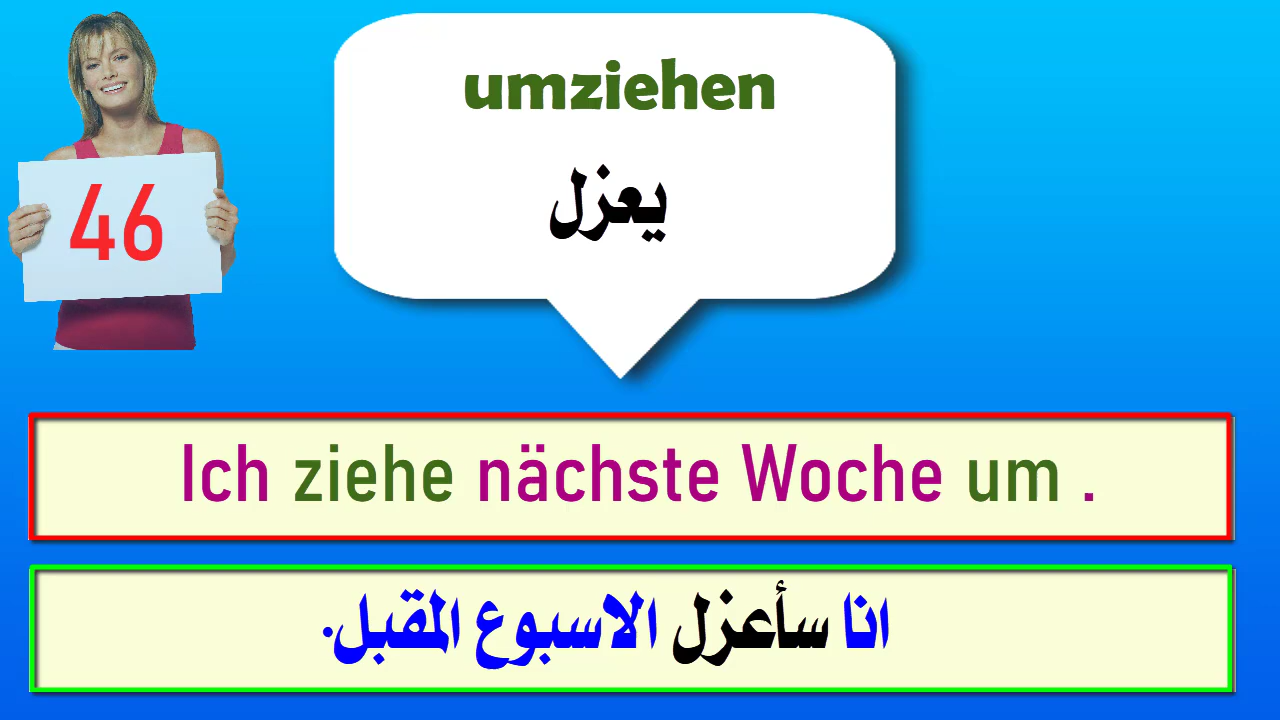 46
umziehen
يعزل
Ich ziehe nächste Woche um .
انا سأعزل الاسبوع المقبل.